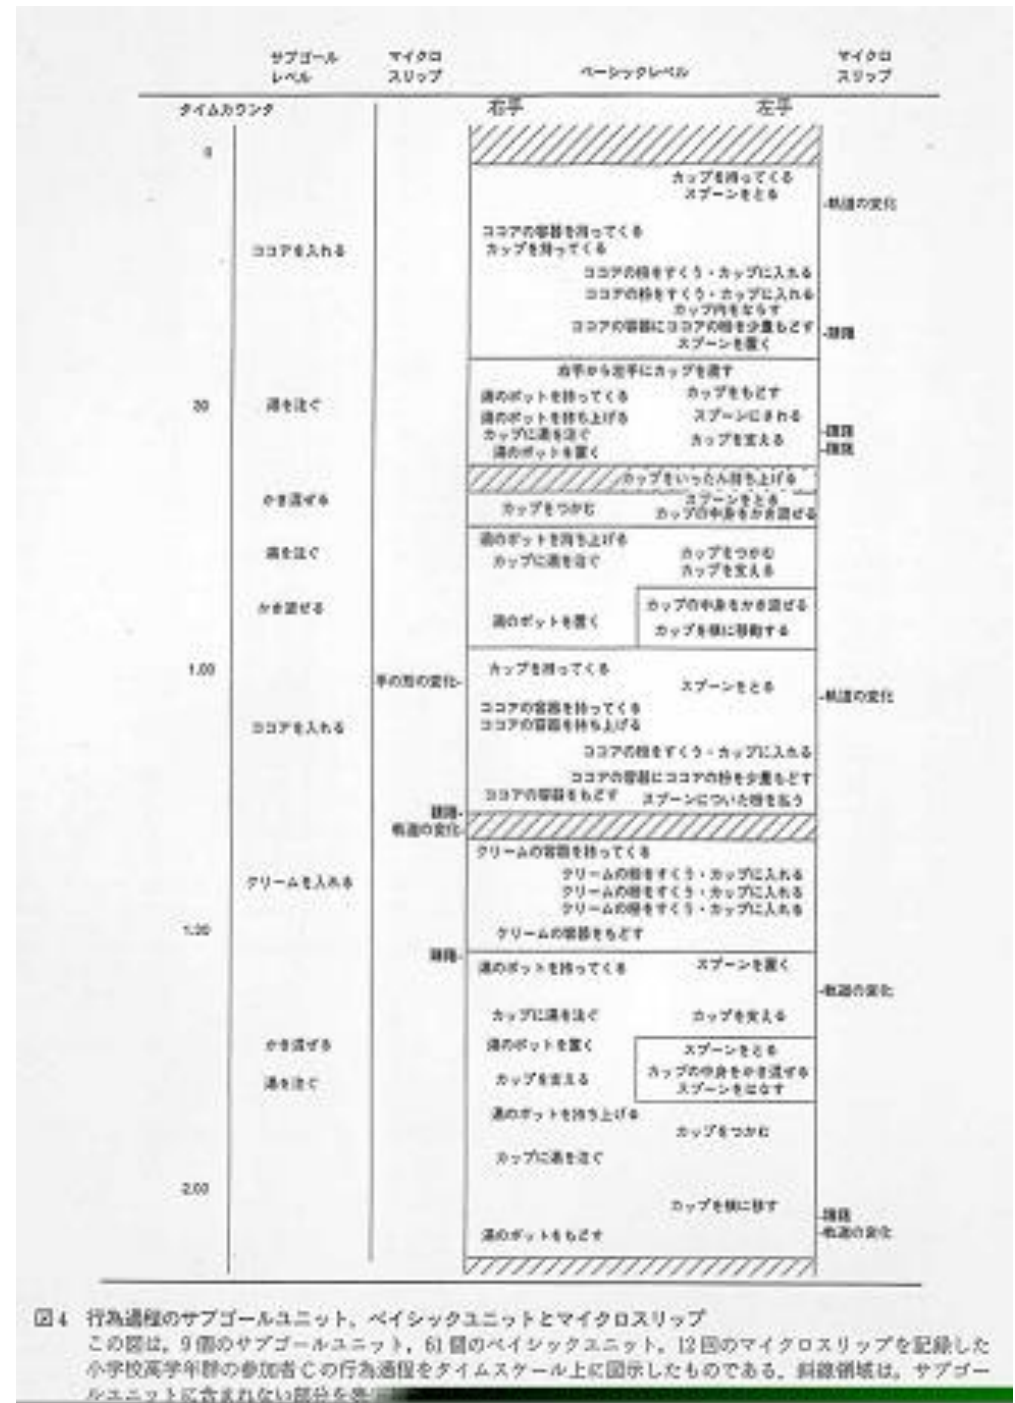 サブゴール レベル
マイクロ スリップ
ベーシックレベル
マイクロ スリップ
タイムカウンタ
右手
左手
0
カップを持ってくる
スプーンをとる
軌道の変化
ココアの容器を持ってくる
ココアを入れる
カップを持ってくる
ココアの粉をすくう・カップに入れる
ココアの粉をすくう・カップに入れる
カップ内をならす
ココアの容器にココアの粉を少量もどす
躊躇
スプーンを置く
右手から左手にカップを渡す
湯のポットを持ってくる
カップをもどす
30
湯を注ぐ
湯のポットを持ち上げる
スプーンにさわる
カップに湯を注ぐ
カップを支える
躊躇
湯のポットを置く
躊躇
カップをいったん持ち上げる
かき混ぜる
スプーンをとる
カップをつかむ
カップの中身をかき混ぜる
湯のポットを持ち上げる
湯を注ぐ
カップに湯を注ぐ
カップをつかむ
カップを支える
かき混ぜる
カップの中身をかき混ぜる
湯のポットを置く
カップを横に移動する
1.00
カップを持ってくる
手の形の変化
スプーンをとる
軌道の変化
ココアの容器を持ってくる
ココアを入れる
ココアの容器を持ち上げる
ココアの粉をすくう・カップに入れる
ココアの容器にココアの粉を少量もどす
ココアの容器をもどす
スプーンについた粉を払う
躊躇
軌道の変化
クリームの容器を持ってくる
クリームを入れる
クリームの粉をすくう・カップに入れる
クリームの粉をすくう・カップに入れる
クリームの粉をすくう・カップに入れる
1:30
クリームの容器をもどす
躊躇
湯のポットを持ってくる
スプーンを置く
軌道の変化
カップに湯を注ぐ
カップを支える
かき混ぜる
湯のポットを置く
スプーンをとる
湯を注ぐ
カップを支える
カップの中身をかき混ぜる
スプーンをはなす
湯のポットを持ち上げる
カップをつかむ
カップに湯を注ぐ
2.00
カップを横に移す
躊躇
湯のポットをもどす
軌道の変化
図4 行為過程のサブゴールユニット，ベイシックユニットとマイクロスリップ
この図は，9個のサブゴールユニット，61個のベイシックユニット，12回のマイクロスリップを記録した
小学校高学年群の参加者Cの行為過程をタイムスケール上に図示したものである．斜線領域は，サブゴー
ルユニットに含まれない部分を表